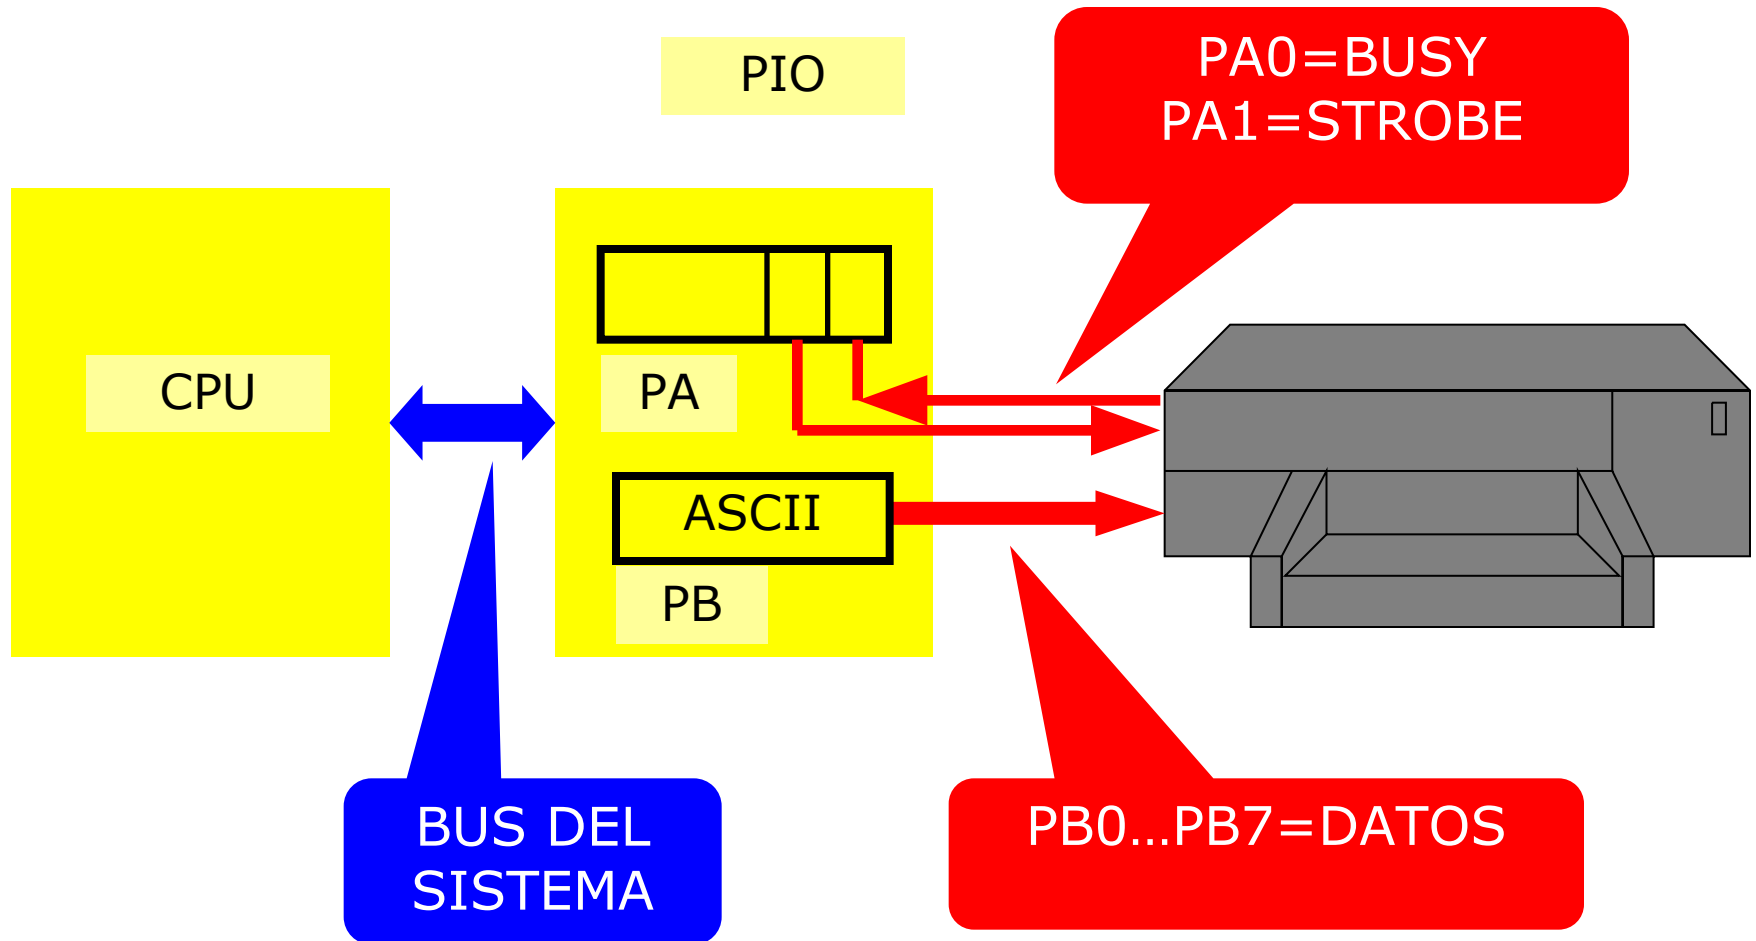 PIO
PA0=BUSY
PA1=STROBE
CPU
PA
ASCII
PB
BUS DEL
SISTEMA
PB0...PB7=DATOS